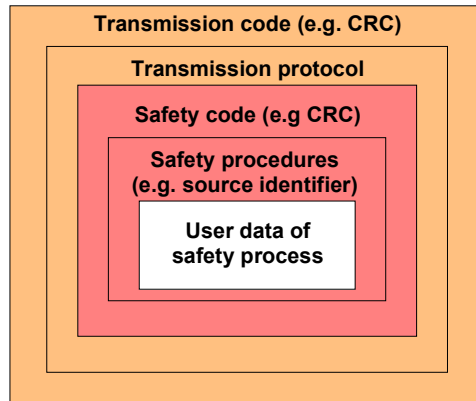 Transmission code (e.g. CRC)
Transmission protocol
Safety code (e.g CRC)
Safety procedures
(e.g. source identifier)
User data of
safety process